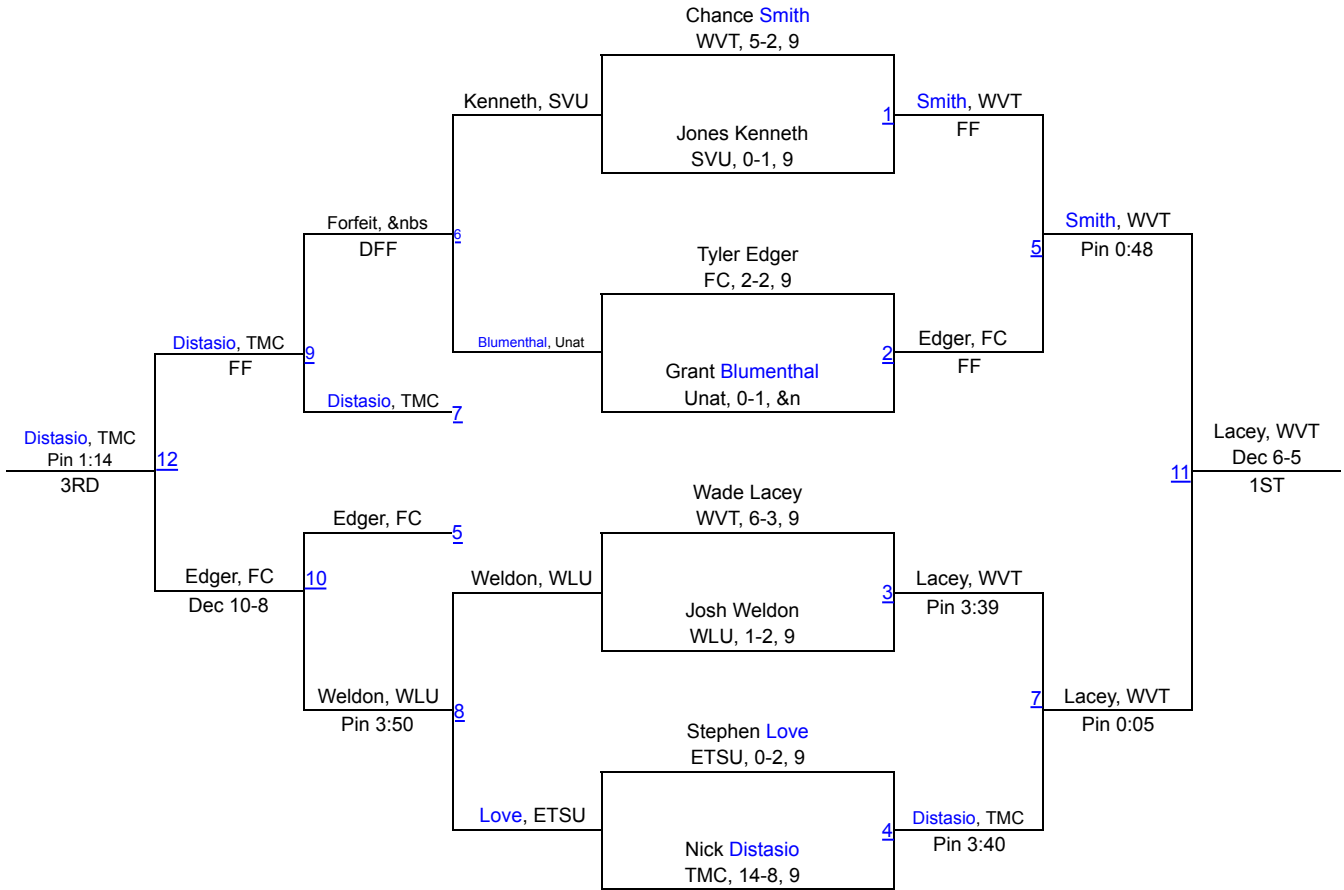 Chance Smith
WVT, 5-2, 9
Kenneth, SVU
1
Smith, WVT
FF
Jones Kenneth
SVU, 0-1, 9
Forfeit, &nbs
DFF
6
Smith, WVT
Pin 0:48
5
Tyler Edger
FC, 2-2, 9
Distasio, TMC
FF
9
Blumenthal, Unat
2
Edger, FC
FF
Grant Blumenthal
Unat, 0-1, &n
Distasio, TMC
7
Distasio, TMC
Pin 1:14
3RD
12
Lacey, WVT
Dec 6-5
1ST
11
Wade Lacey
WVT, 6-3, 9
Edger, FC
5
Edger, FC
Dec 10-8
10
Weldon, WLU
3
Lacey, WVT
Pin 3:39
Josh Weldon
WLU, 1-2, 9
Weldon, WLU
Pin 3:50
8
7
Lacey, WVT
Pin 0:05
Stephen Love
ETSU, 0-2, 9
Love, ETSU
4
Distasio, TMC
Pin 3:40
Nick Distasio
TMC, 14-8, 9